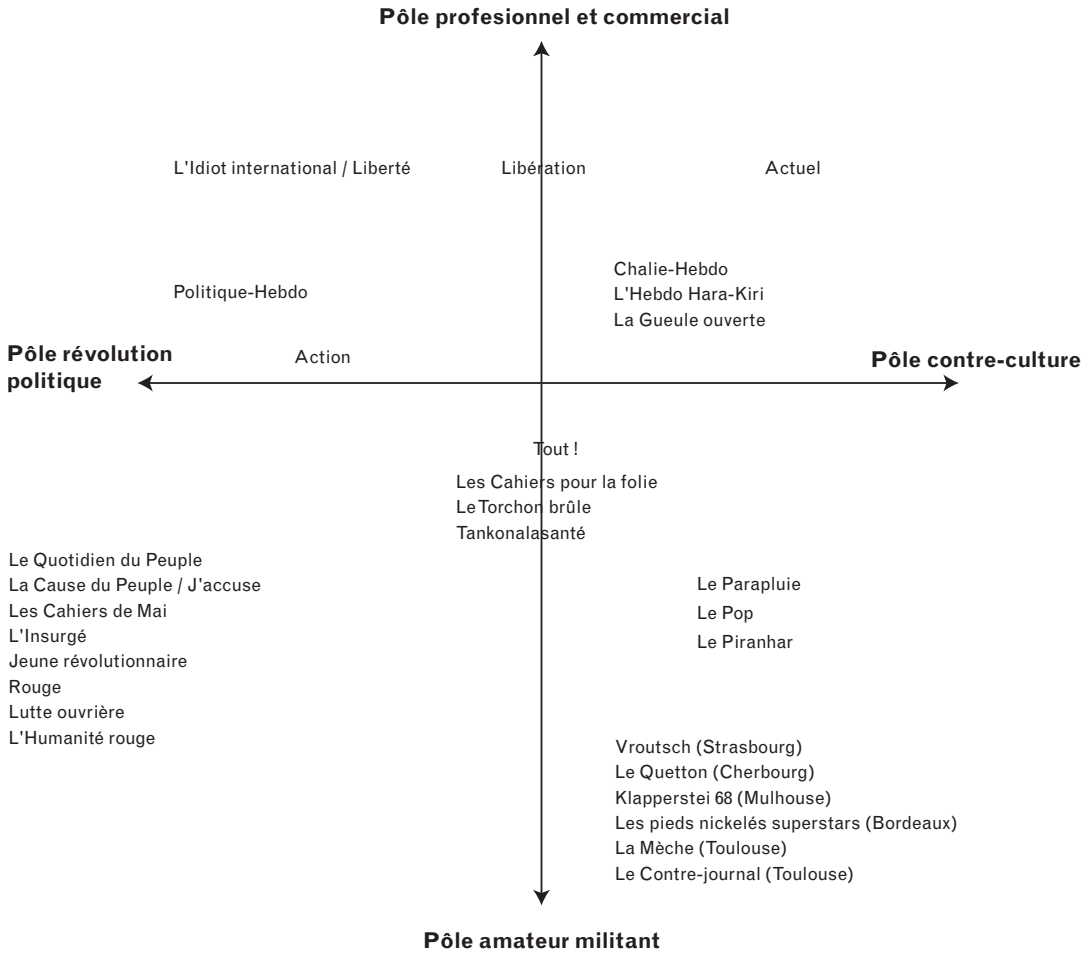 Pôle profesionnel et commercial
L'Idiot international / Liberté
Libération
Actuel
Chalie-Hebdo
L'Hebdo Hara-Kiri
La Gueule ouverte
Politique-Hebdo
Pôle révolution
politique
Action
Pôle contre-culture
Tout !
Les Cahiers pour la folie
Le Torchon brûle
Tankonalasanté
Le Quotidien du Peuple
La Cause du Peuple / J'accuse
Les Cahiers de Mai
L'Insurgé
Jeune révolutionnaire
Rouge
Lutte ouvrière
L'Humanité rouge
Le Parapluie
Le Pop
Le Piranhar
Vroutsch (Strasbourg)
Le Quetton (Cherbourg)
Klapperstei 68 (Mulhouse)
Les pieds nickelés superstars (Bordeaux)
La Mèche (Toulouse)
Le Contre-journal (Toulouse)
Pôle amateur militant